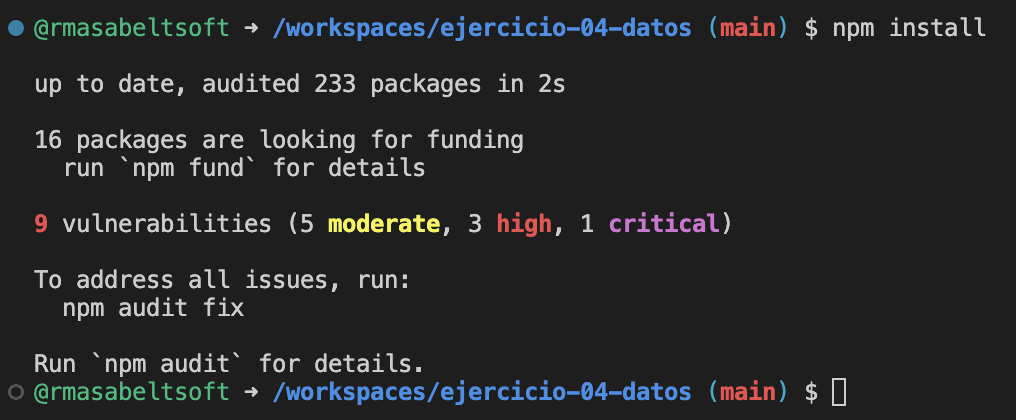 @rmasabeltsoft ➜ /workspaces/ejercicio-04-datos (main) $ npm install
up to date, audited 233 packages in 2s
16 packages are looking for funding
run `npm fund` for details
9 vulnerabilities (5 moderate, 3 high, 1 critical)
To address all issues, run:
npm audit fix
Run `npm audit` for details.
@rmasabeltsoft ➜ /workspaces/ejercicio-04-datos (main) $